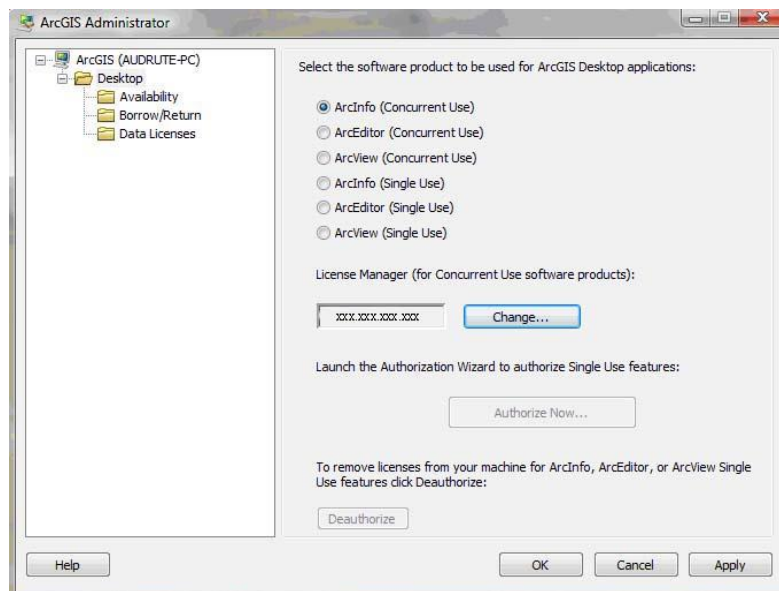 ArcGIS Administrator
ArcGIS (AUDRUTE-PC)
Desktop
Availability
Borrow/Return
Data Licenses
Select the software product to be used for ArcGIS Desktop applications:
ArcInfo (Concurrent Use)
ArcEditor (Concurrent Use)
ArcView (Concurrent Use)
ArcInfo (Single Use)
ArcEditor (Single Use)
ArcView (Single Use)
License Manager (for Concurrent Use software products):
xxx.xxx.xxx.xxx
Change...
Launch the Authorization Wizard to authorize Single Use features:
Authorize Now...
To remove licenses from your machine for ArcInfo, ArcEditor, or ArcView Single
Use features click Deauthorize:
Deauthorize
Help
OK
Cancel
Apply